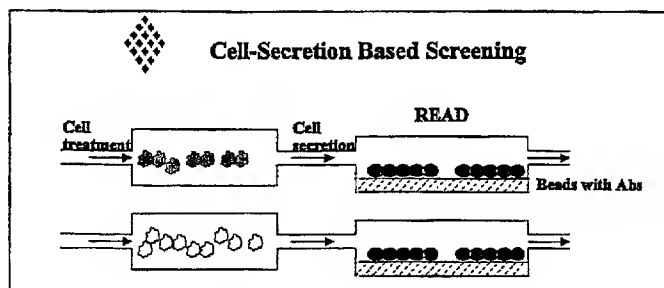 Cell-Secretion Based Screening
READ
Cell
treatment
Cell
secretion
Beads with Abs